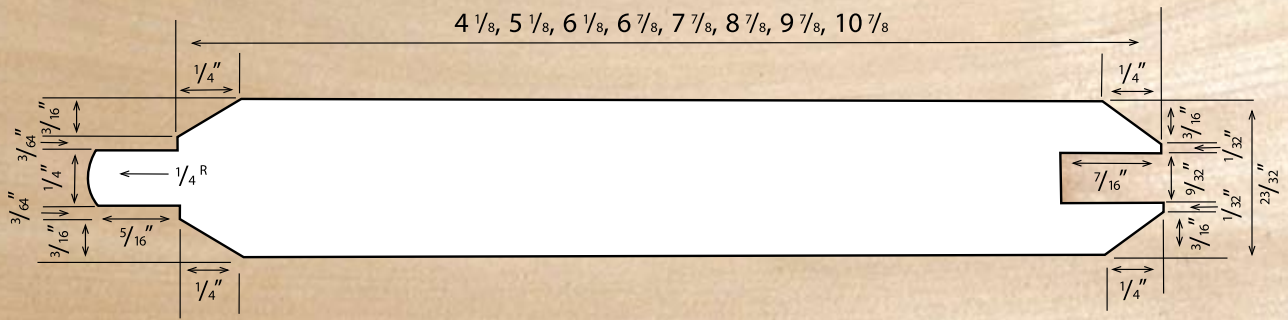 4 1/8, 5 1/8, 6 1/8, 6 7/8, 7 7/8, 8 7/8, 9 7/8, 10 7/8
1/4" 1/4"
3/16" 3/16"
3/64" 1/32"
1/4" 1/4 R 7/16" 9/32" 23/32"
3/64" 1/32"
3/16" 5/16" 3/16"
1/4" 1/4"